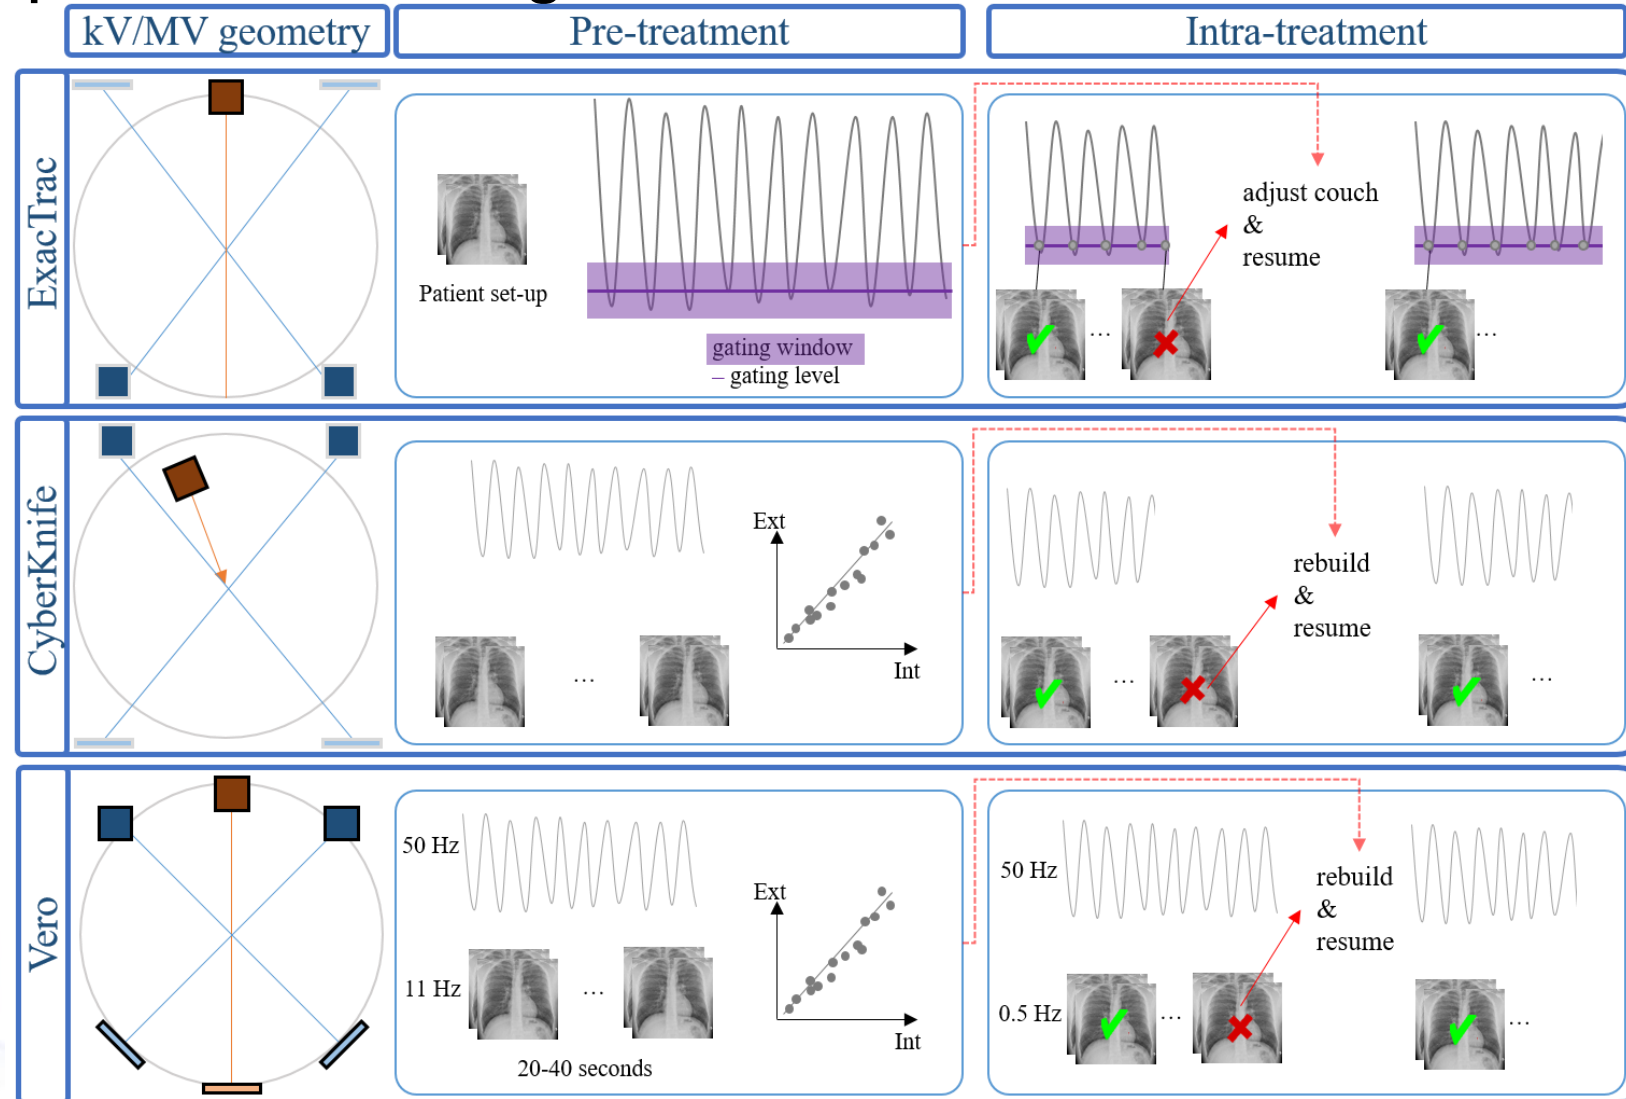 kV/MV geometry
Pre-treatment
Intra-treatment
ExacTrac
Patient set-up
gating window
– gating level
adjust couch
&
resume
...
...
CyberKnife
Ext
Int
...
rebuild
&
resume
...
...
Vero
50 Hz
11 Hz
...
20-40 seconds
Ext
Int
50 Hz
0.5 Hz
rebuild
&
resume
...
...